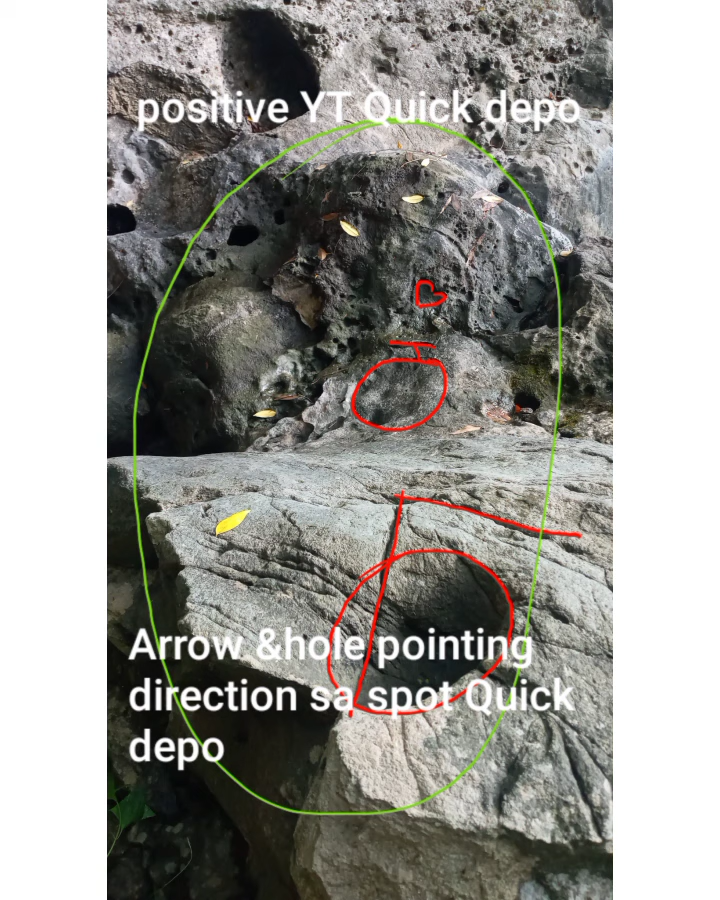 positive YT Quick depo
Arrow &hole pointing
direction sa spot Quick
depo